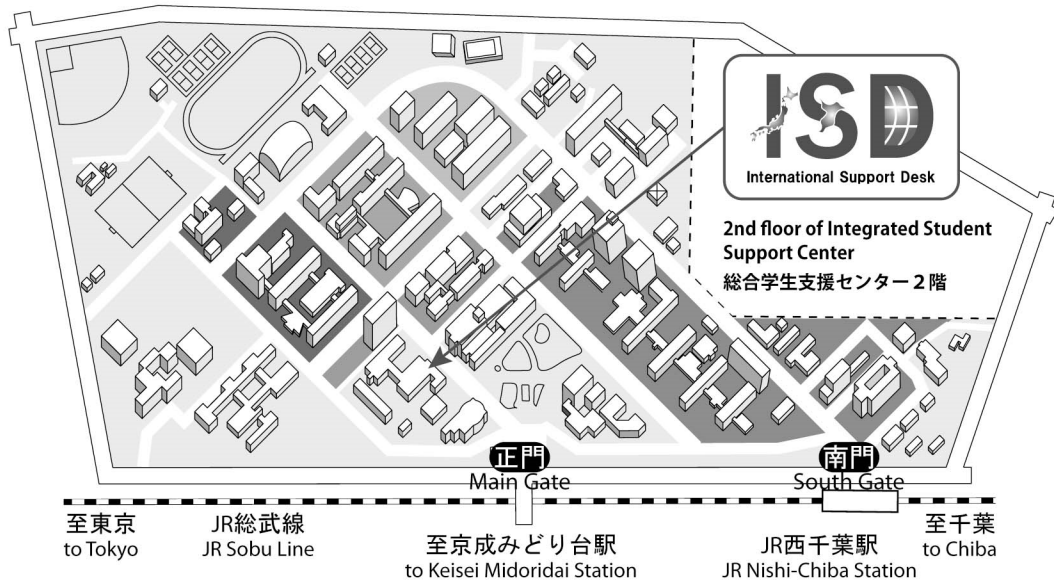 ISD
International Support Desk
2nd floor of Integrated Student
Support Center
総合学生支援センター2階
正門
Main Gate
南門
South Gate
至東京
to Tokyo
JR総武線
JR Sobu Line
至京成みどり台駅
to Keisei Midoridai Station
JR西千葉駅
JR Nishi-Chiba Station
至千葉
to Chiba